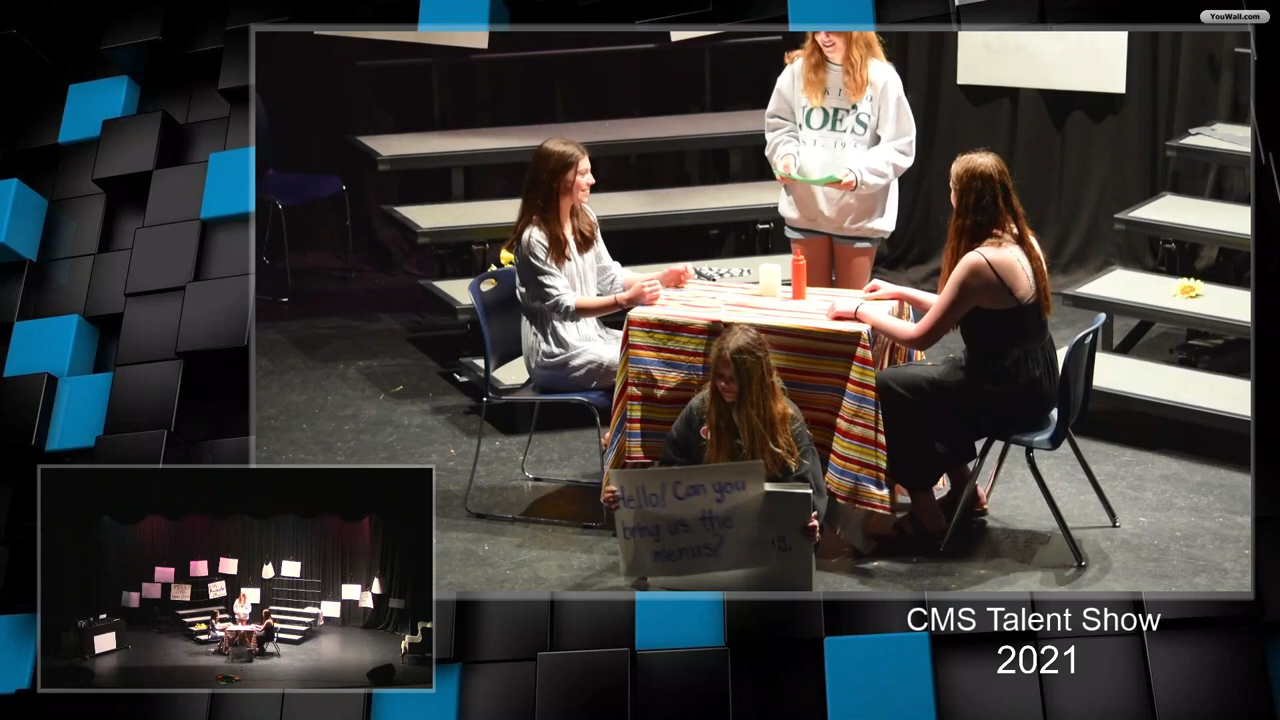 YouWall.com
JOE'S
Hello! Can you
bring us the
menus?
CMS Talent Show
2021